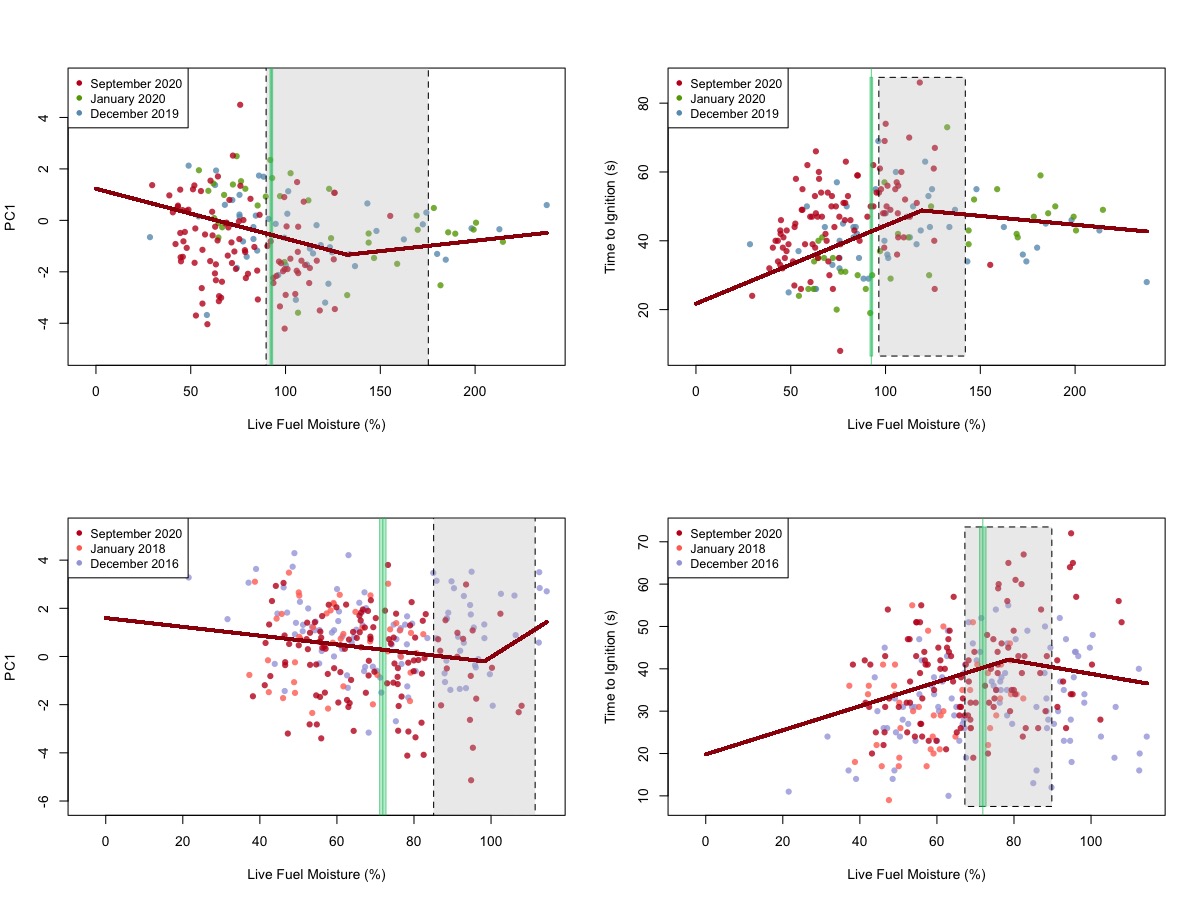 September 2020
January 2020
December 2019
PC1
4
2
0
-2
-4
0 50 100 150 200
Live Fuel Moisture (%)
September 2020
January 2020
December 2019
Time to Ignition (s)
80
60
40
20
0 50 100 150 200
Live Fuel Moisture (%)
September 2020
January 2018
December 2016
PC1
4
2
0
-2
-4
-6
0 20 40 60 80 100
Live Fuel Moisture (%)
September 2020
January 2018
December 2016
Time to Ignition (s)
70
60
50
40
30
20
10
0 20 40 60 80 100
Live Fuel Moisture (%)